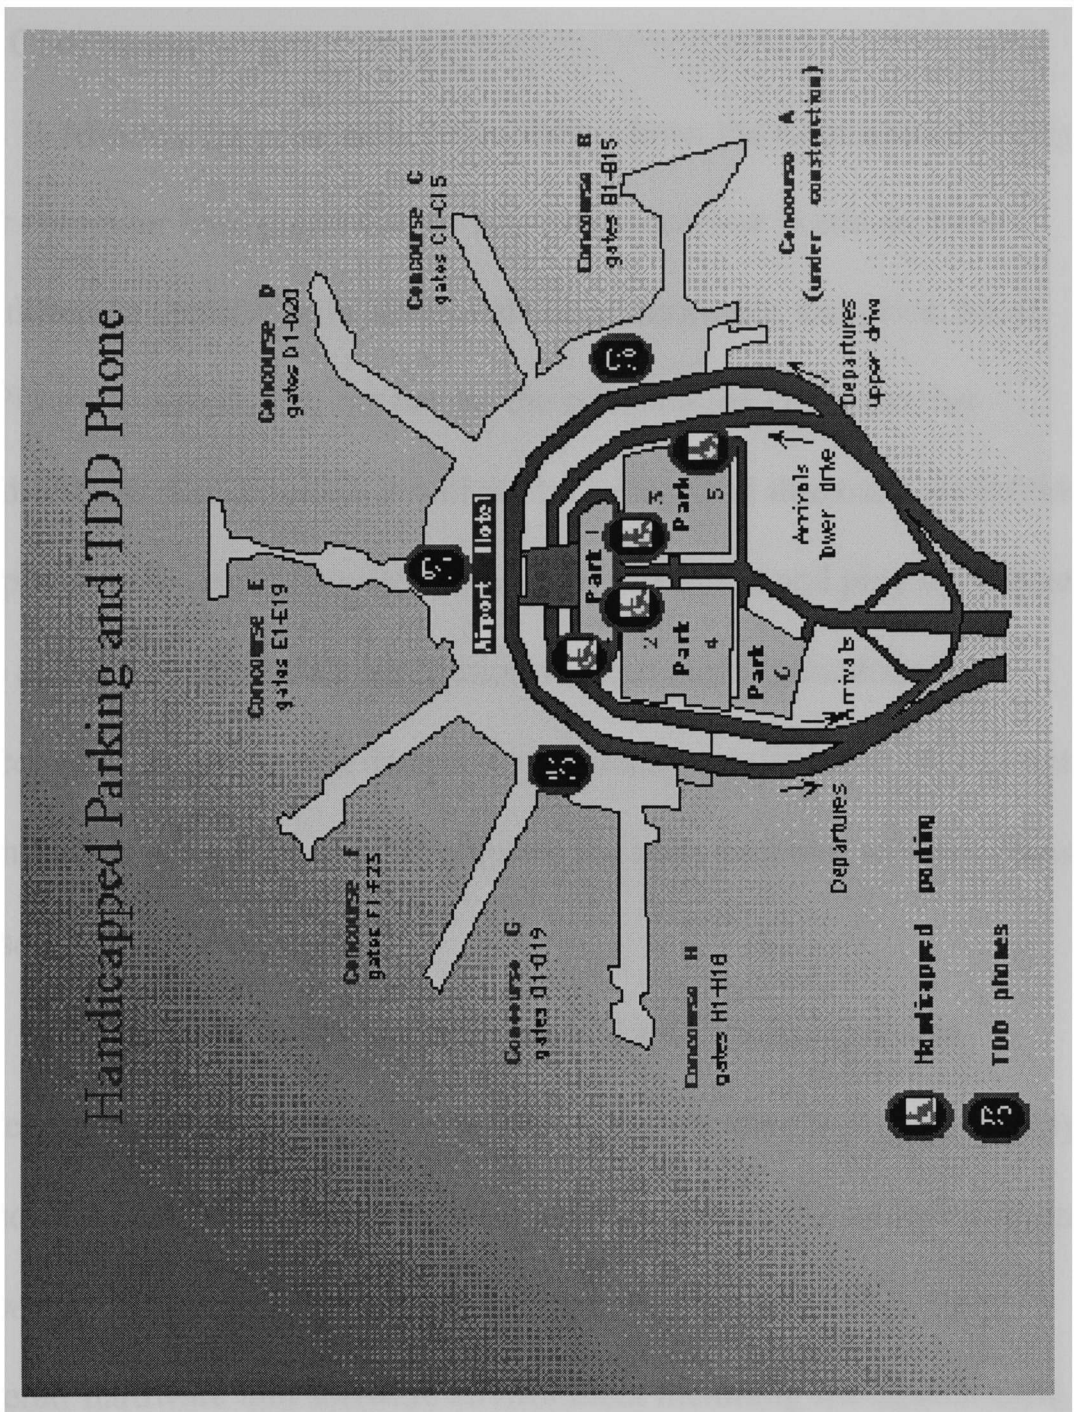 Handicapped Parking and TDD Phone
Concourse E
gates E1-E19
Concourse D
gates D1-D20
Concourse F
gates F1-F25
Concourse C
gates C1-C15
Airport Hotel
Concourse G
gates G1-G19
Concourse B
gates B1-B15
Park 1
2
3
Park
Park
4
5
Park
6
Concourse H
gates H1-H18
Concourse A
(under construction)
Arrivals
lower drive
Arrivals
Departures
upper drive
Departures
Handicapped parking
TDD phones